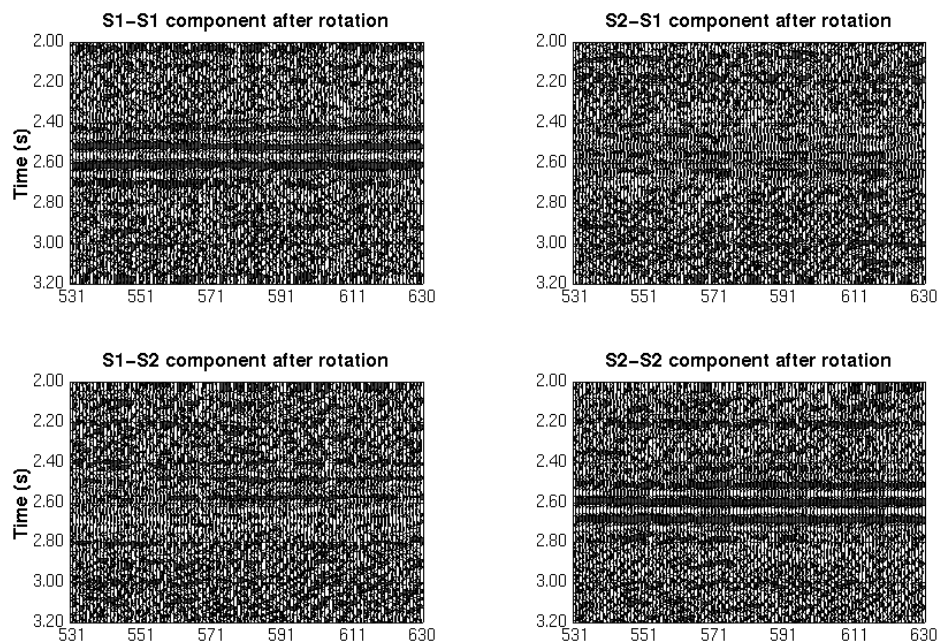 S1–S1 component after rotation
2.00
2.20
2.40
2.60
2.80
3.00
3.20
Time (s)
531 551 571 591 611 630
S2–S1 component after rotation
2.00
2.20
2.40
2.60
2.80
3.00
3.20
531 551 571 591 611 630
S1–S2 component after rotation
2.00
2.20
2.40
2.60
2.80
3.00
3.20
Time (s)
531 551 571 591 611 630
S2–S2 component after rotation
2.00
2.20
2.40
2.60
2.80
3.00
3.20
531 551 571 591 611 630